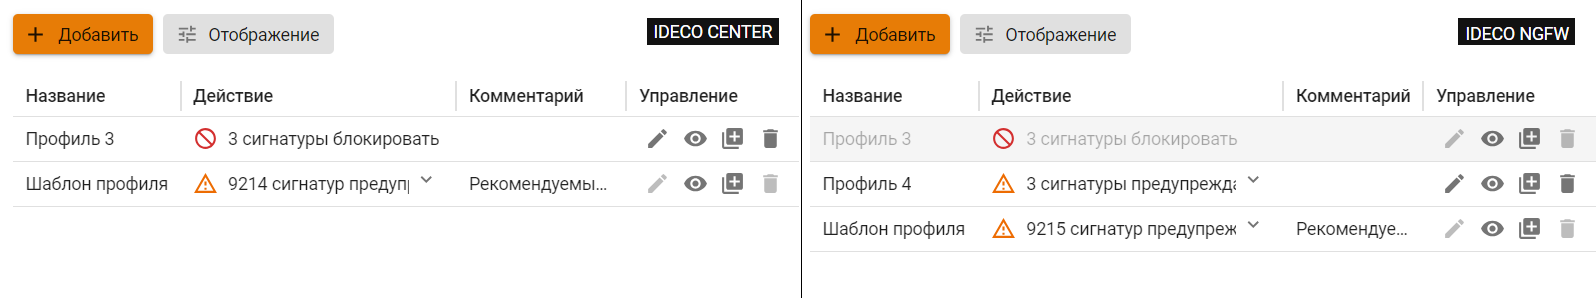 Добавить
Отображение
IDECO CENTER
Название
Действие
Комментарий
Управление
Профиль 3
3 сигнатуры блокировать
Шаблон профиля
9214 сигнатур предуп
Рекомендуемы...
Добавить
Отображение
IDECO NGFW
Название
Действие
Комментарий
Управление
Профиль 3
3 сигнатуры блокировать
Профиль 4
3 сигнатуры предупрежда
Шаблон профиля
9215 сигнатур предупреж
Рекомендуе...